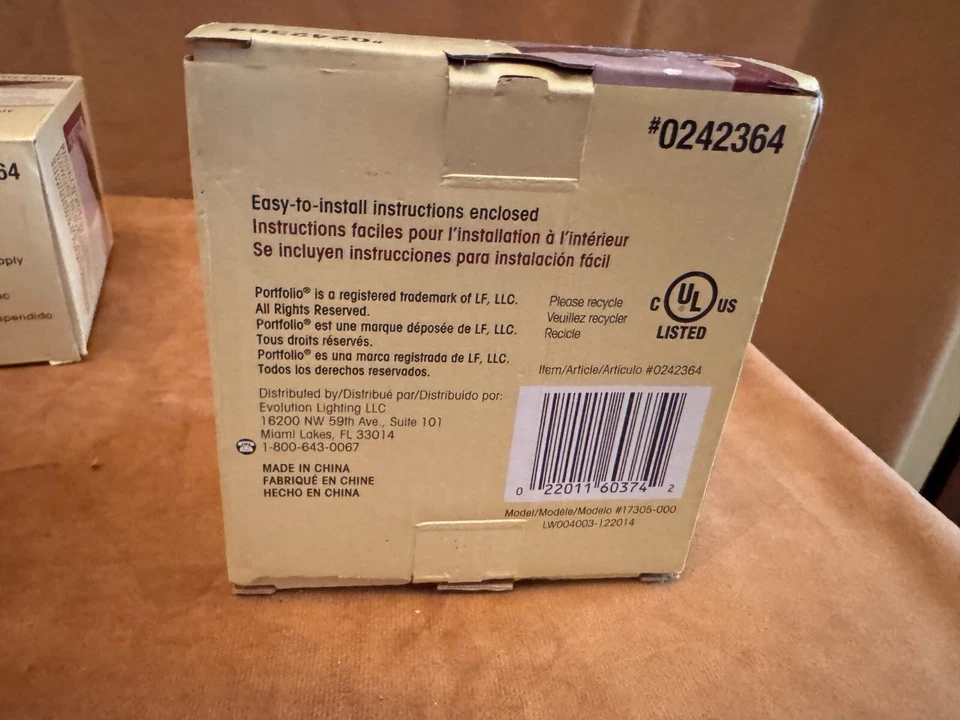 #0242364
#0242364
Easy-to-install instructions enclosed
Instructions faciles pour l'installation à l'intérieur
Se incluyen instrucciones para instalación fácil
Portfolio® is a registered trademark of LF, LLC.
All Rights Reserved.
Portfolio® est une marque déposée de LF, LLC.
Tous droits réservés.
Portfolio® es una marca registrada de LF, LLC.
Todos los derechos reservados.
Please recycle
Veuillez recycler
Recicle
C UL® US
LISTED
Item/Article/Artículo #0242364
Distributed by/Distribué par/Distribuido por:
Evolution Lighting LLC
16200 NW 59th Ave., Suite 101
Miami Lakes, FL 33014
1-800-643-0067
MADE IN CHINA
FABRIQUÉ EN CHINE
HECHO EN CHINA
0 22011 60374 2
Model/Modèle/Modelo #17305-000
LW004003-122014
64
pply
ic
spendido